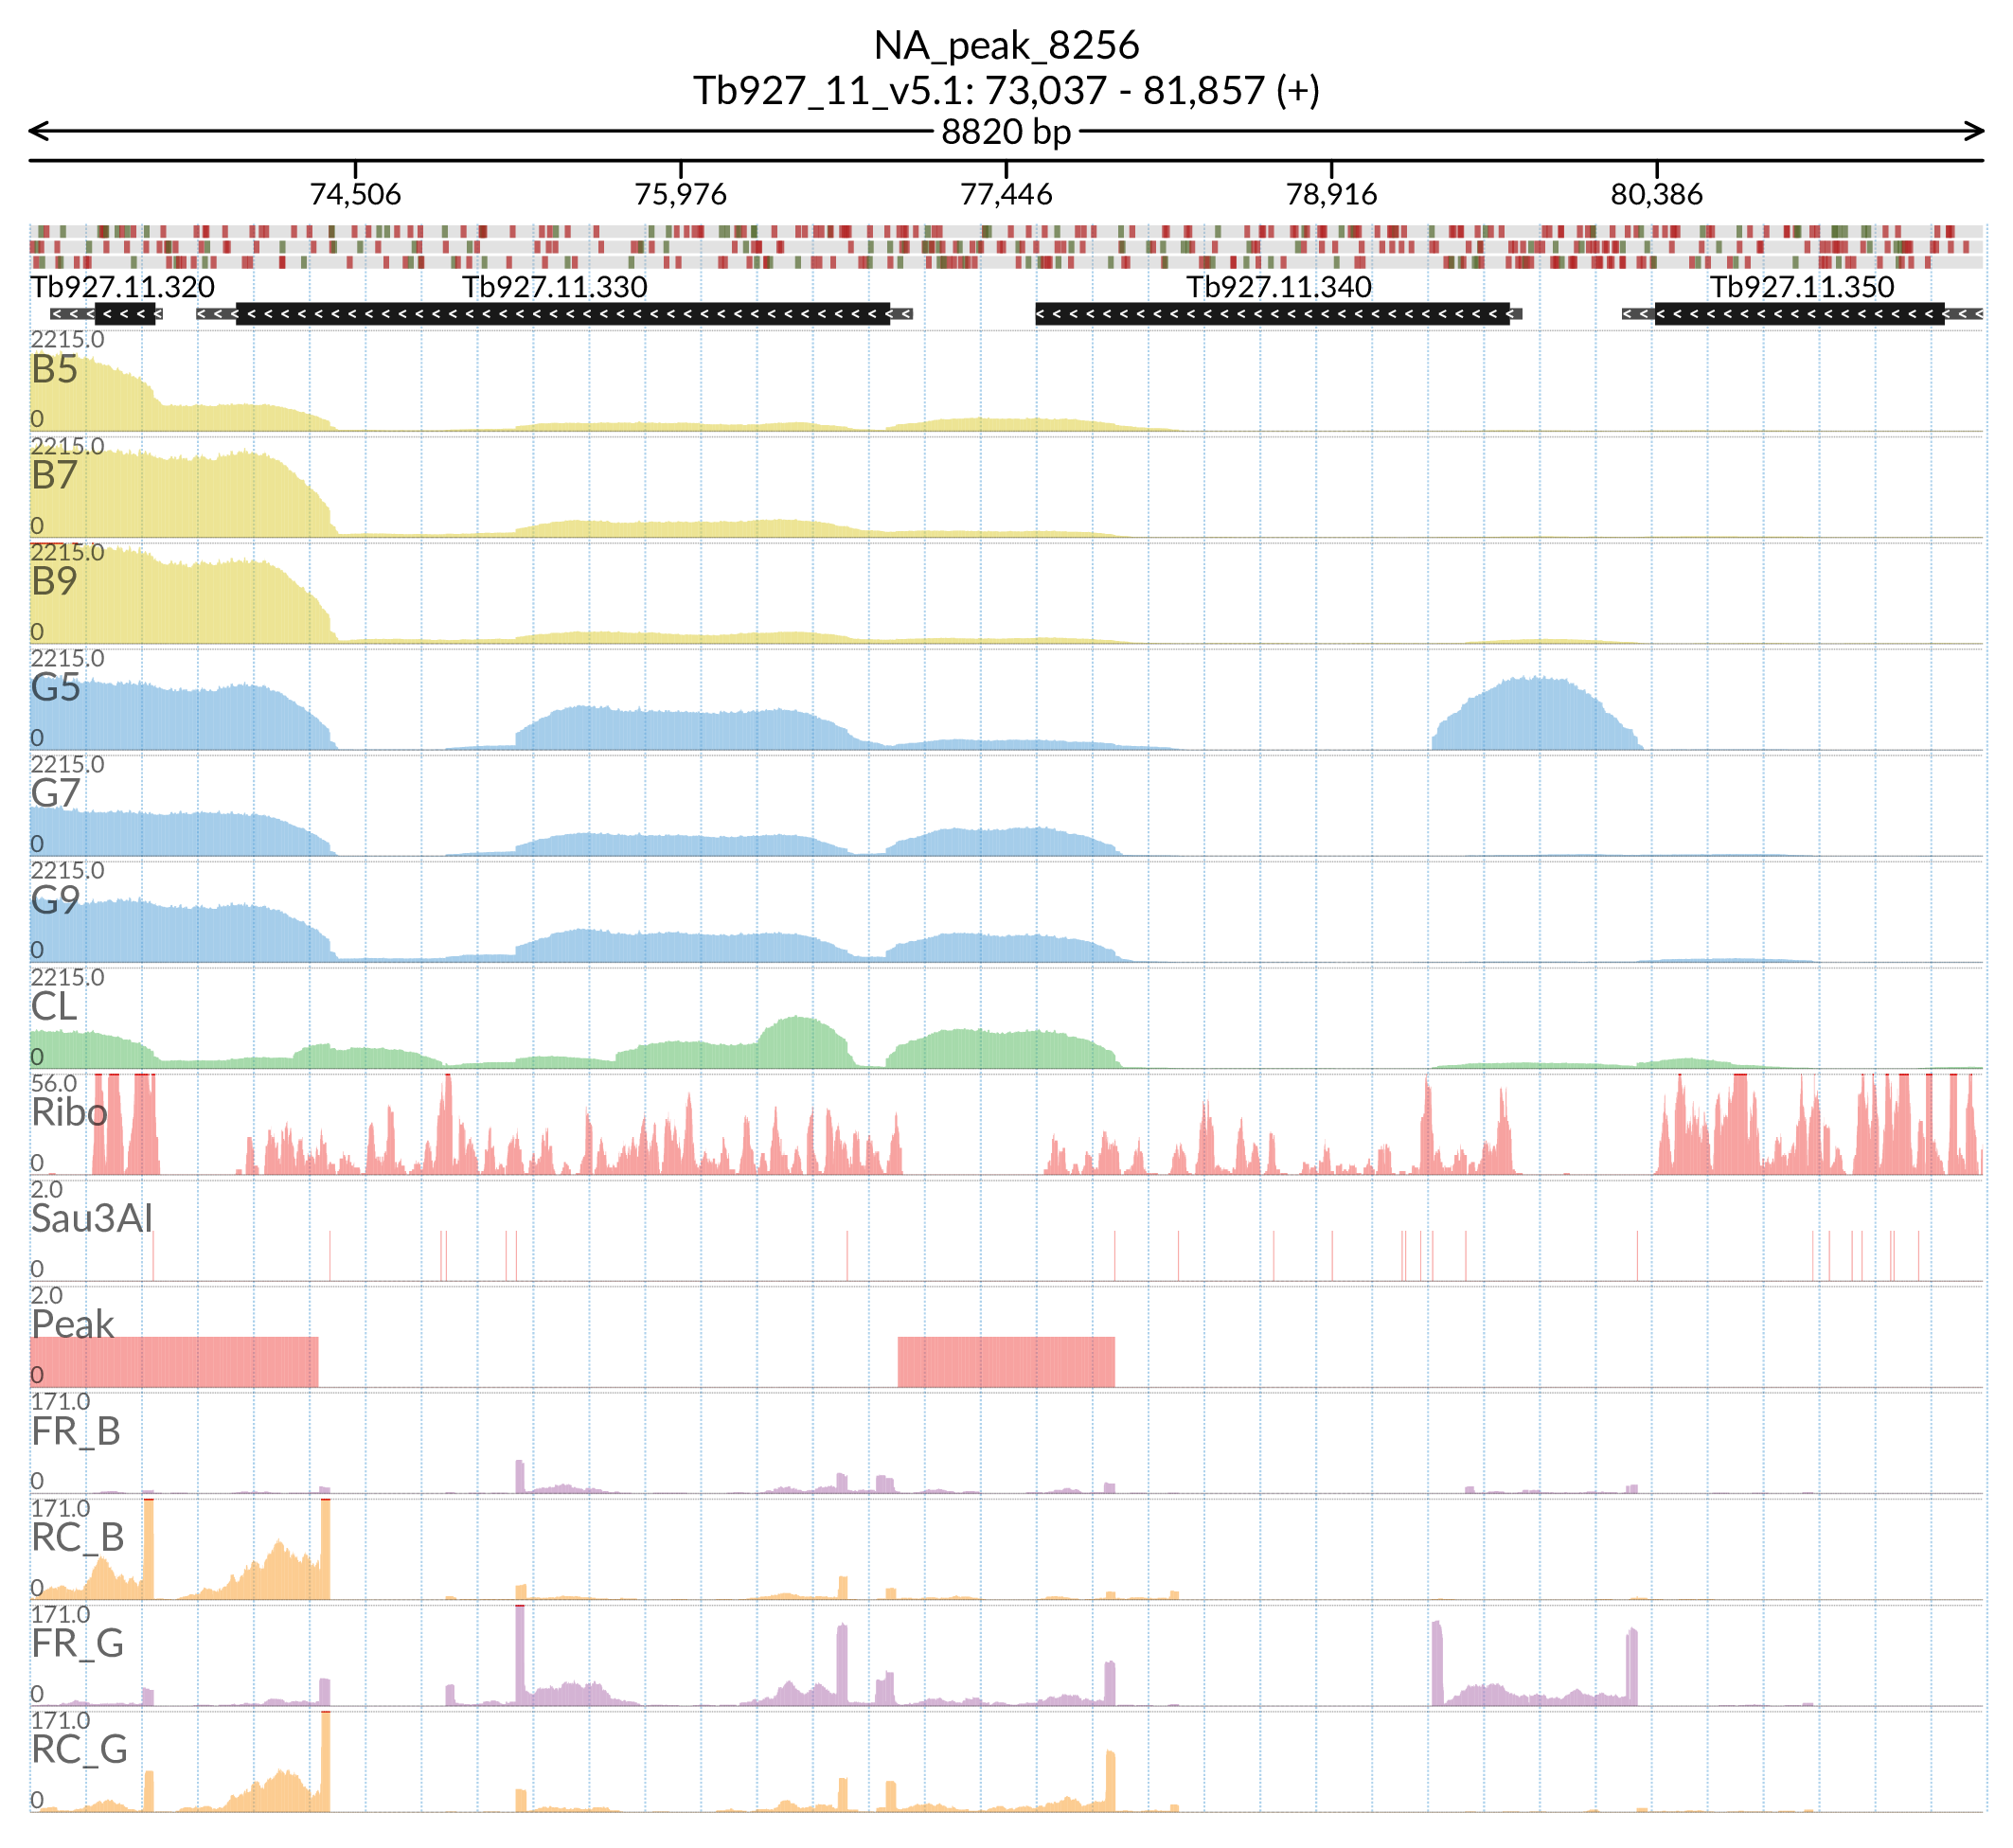 NA_peak_8256
Tb927_11_v5.1: 73,037 - 81,857 (+)
8820 bp
74,506 75,976 77,446 78,916 80,386
Tb927.11.320 Tb927.11.330 Tb927.11.340 Tb927.11.350
2215.0
B5
0
2215.0
B7
0
2215.0
B9
0
2215.0
G5
0
2215.0
G7
0
2215.0
G9
0
2215.0
CL
0
56.0
Ribo
0
2.0
Sau3AI
0
2.0
Peak
0
171.0
FR_B
0
171.0
RC_B
0
171.0
FR_G
0
171.0
RC_G
0